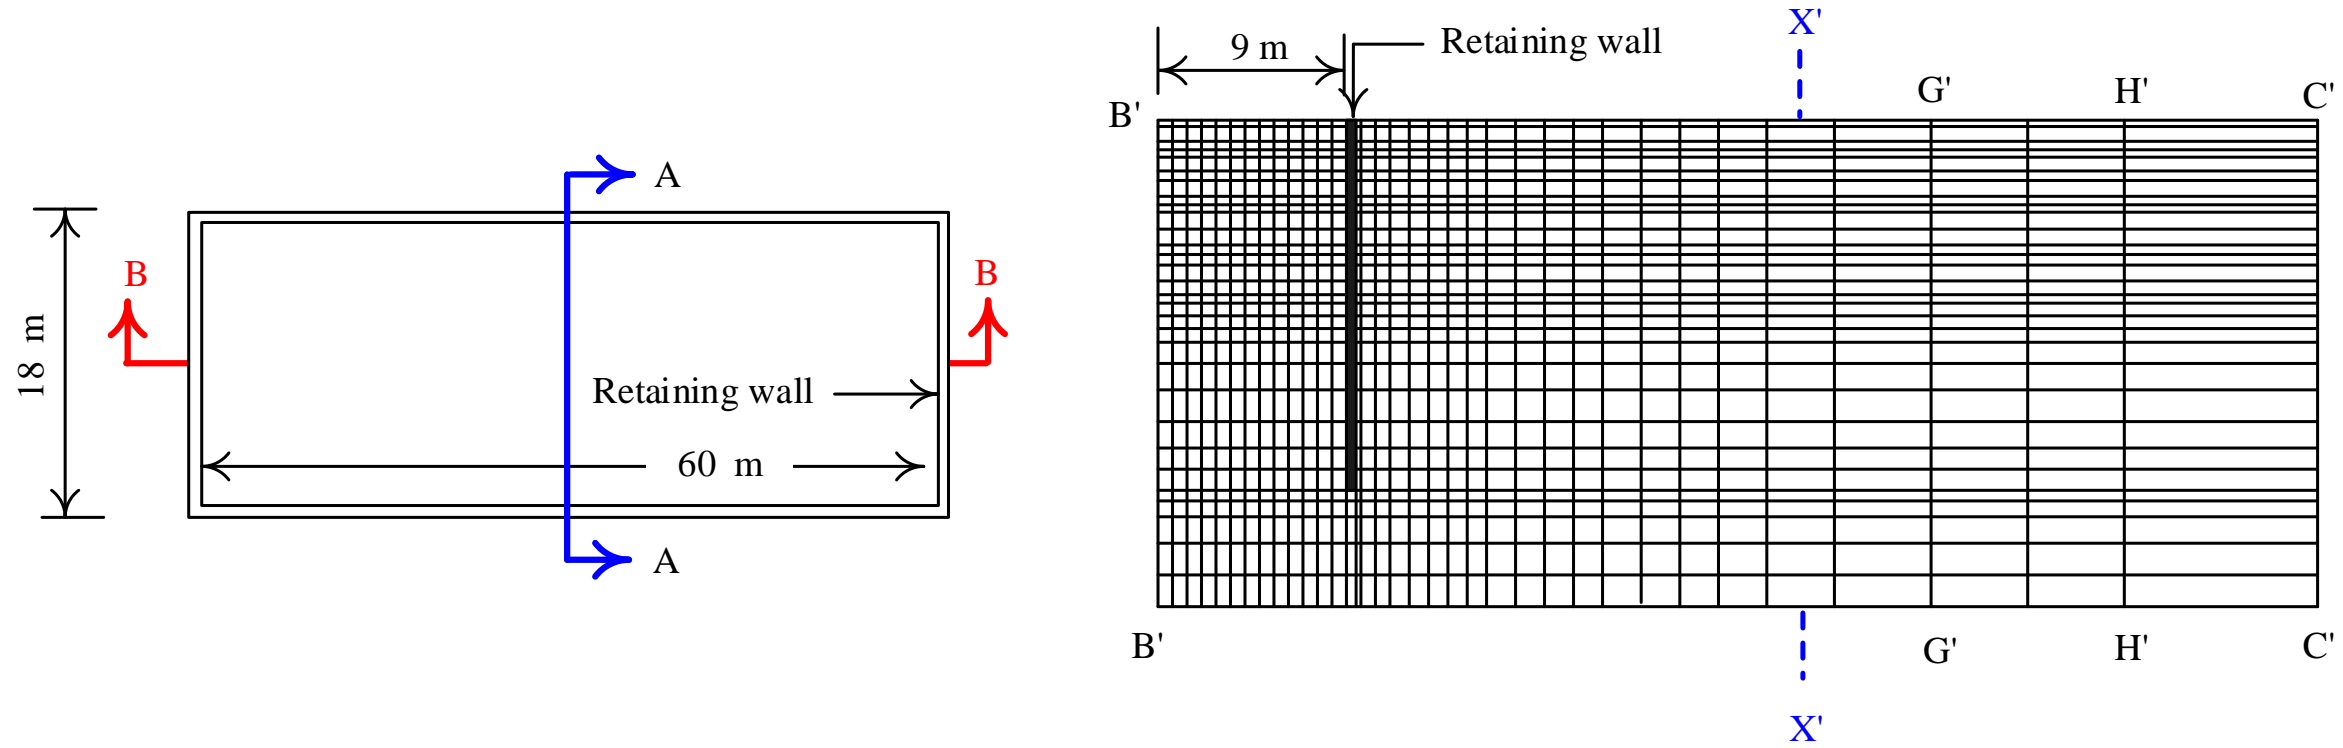 A
B
B
18 m
Retaining wall
60 m
A
X'
9 m
Retaining wall
B'
G'
H'
C'
B'
G'
H'
C'
X'